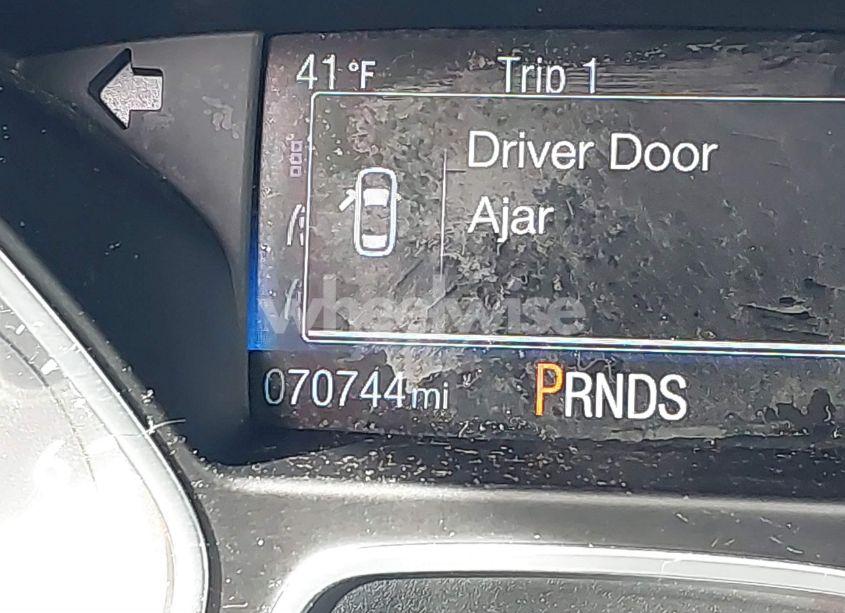 41°F Trip 1
Driver Door
Ajar
wheelwise
070744mi PRNDS